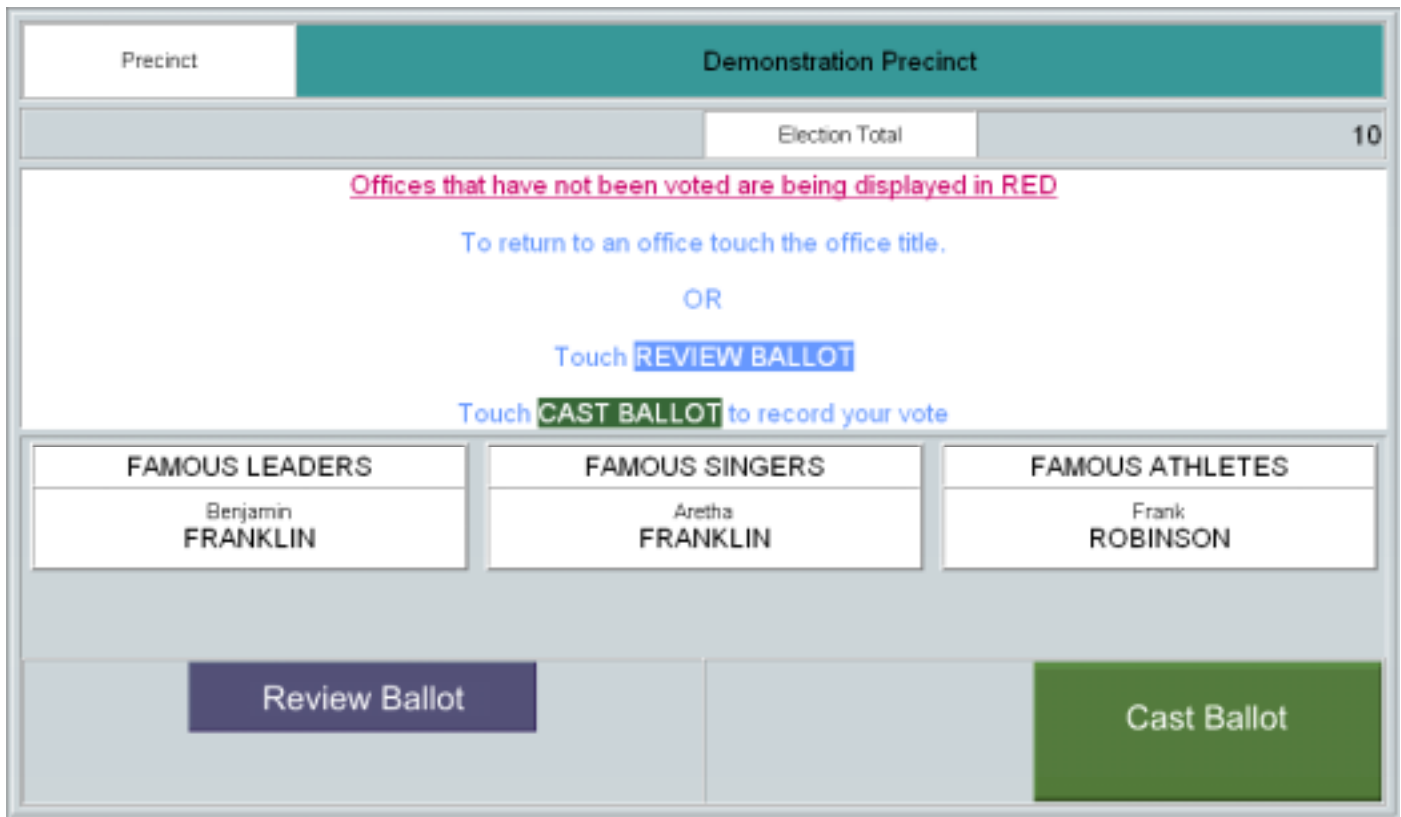 Precinct
Demonstration Precinct
Election Total
10
Offices that have not been voted are being displayed in RED
To return to an office touch the office title.
OR
Touch REVIEW BALLOT
Touch CAST BALLOT to record your vote
FAMOUS LEADERS
Benjamin
FRANKLIN
FAMOUS SINGERS
Aretha
FRANKLIN
FAMOUS ATHLETES
Frank
ROBINSON
Review Ballot
Cast Ballot